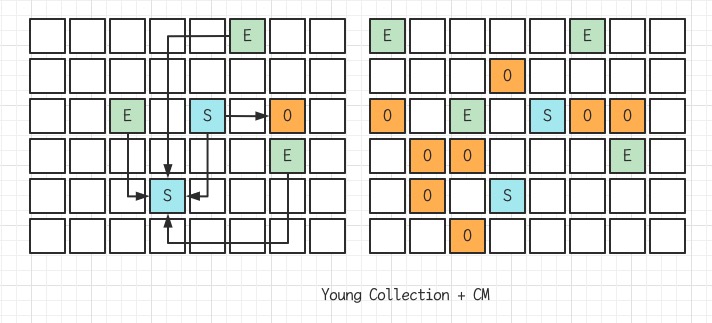 E E E
O
E S O O E S O O
E O O E
S O S
O
Young Collection + CM